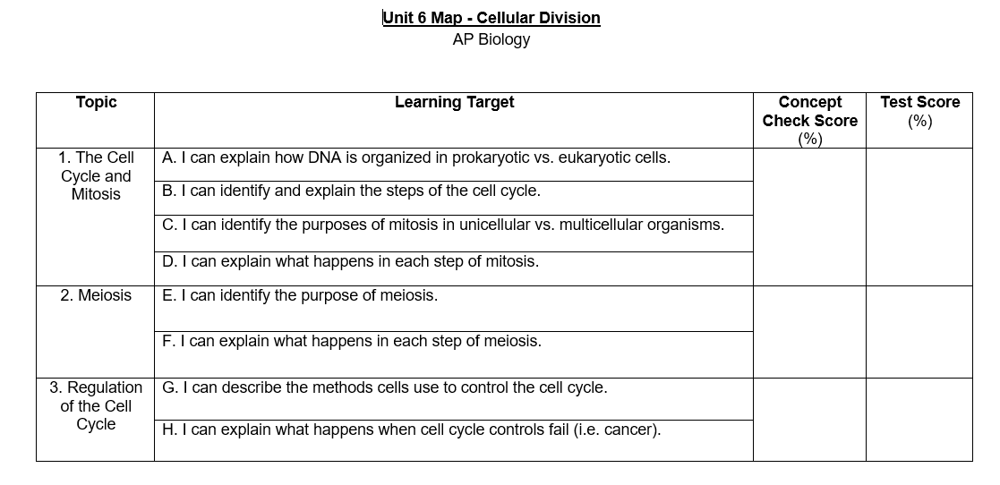 Unit 6 Map - Cellular Division
AP Biology
Topic
Learning Target
Concept
Check Score
(%)
Test Score
(%)
1. The Cell
Cycle and
Mitosis
A. I can explain how DNA is organized in prokaryotic vs. eukaryotic cells.
B. I can identify and explain the steps of the cell cycle.
C. I can identify the purposes of mitosis in unicellular vs. multicellular organisms.
D. I can explain what happens in each step of mitosis.
2. Meiosis
E. I can identify the purpose of meiosis.
F. I can explain what happens in each step of meiosis.
3. Regulation
of the Cell
Cycle
G. I can describe the methods cells use to control the cell cycle.
H. I can explain what happens when cell cycle controls fail (i.e. cancer).